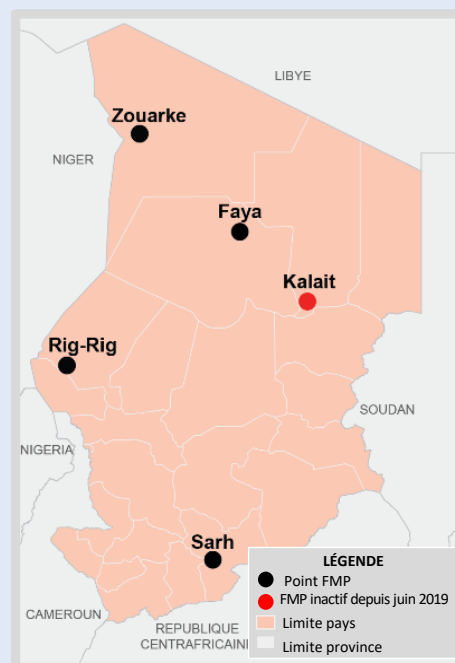 LIBYE
Zouarke
NIGER
Faya
Kalait
Rig-Rig
SOUDAN
NIGERIA
Sarh
CAMEROUN
REPUBLIQUE
CENTRAFRICAINE
LÉGENDE
Point FMP
FMP inactif depuis juin 2019
Limite pays
Limite province